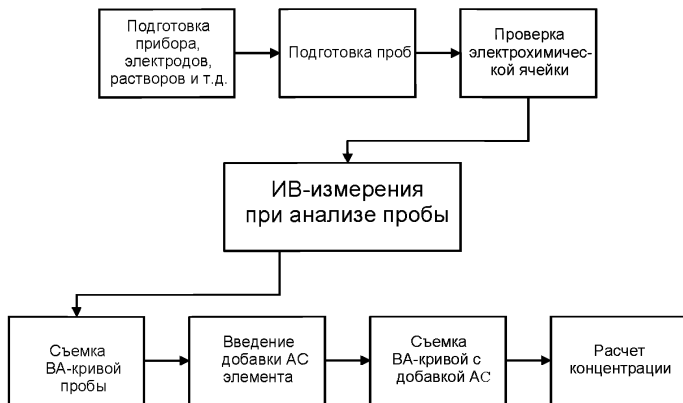 Подготовка
прибора,
электродов,
растворов и т.д.
Подготовка проб
Проверка
электрохимичес-
кой ячейки
ИВ-измерения
при анализе пробы
Съемка
ВА-кривой
пробы
Введение
добавки АС
элемента
Съемка
ВА-кривой с
добавкой АС
Расчет
концентрации